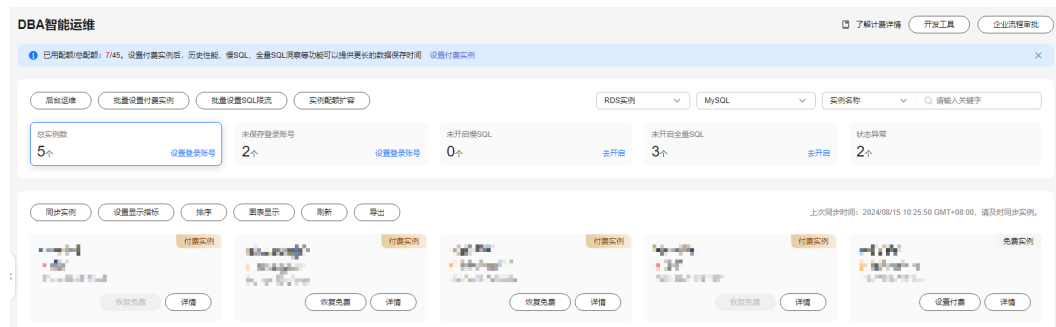 DBA智能运维
了解计费详情 开发工具 企业流程审批
已用配额/总配额：7/45。设置付费实例后，历史性能、慢SQL、全量SQL洞察等功能可以提供更长的数据保存时间 设置付费实例
后台运维 批量设置付费实例 批量设置SQL限流 实例配额扩容 RDS实例 MySQL 实例名称 请输入关键字
总实例数 未保存登录账号 未开启慢SQL 未开启全量SQL 状态异常
5个 设置登录账号 2个 设置登录账号 0个 去开启 3个 去开启 2个
同步实例 设置显示指标 排序 图表显示 刷新 导出 上次同步时间：2024/08/15 10:25:50 GMT+08:00，请及时同步实例。
付费实例 付费实例 付费实例 付费实例 免费实例
恢复免费 详情 恢复免费 详情 恢复免费 详情 恢复免费 详情 设置付费 详情